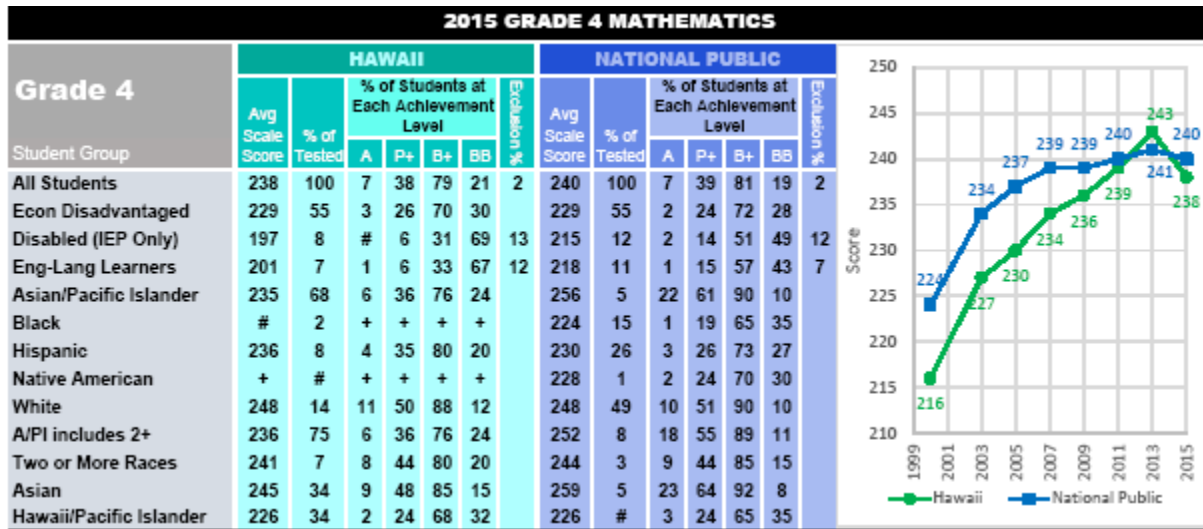 2015 GRADE 4 MATHEMATICS
Grade 4
Student Group
HAWAII
NATIONAL PUBLIC
Avg Scale Score
% of Tested
% of Students at Each Achievement Level
A P+ B+ BB
Exclusion %
Avg Scale Score
% of Tested
% of Students at Each Achievement Level
A P+ B+ BB
Exclusion %
All Students 238 100 7 38 79 21 2 240 100 7 39 81 19 2
Econ Disadvantaged 229 55 3 26 70 30 229 55 2 24 72 28
Disabled (IEP Only) 197 8 # 6 31 69 13 215 12 2 14 51 49 12
Eng-Lang Learners 201 7 1 6 33 67 12 218 11 1 15 57 43 7
Asian/Pacific Islander 235 68 6 36 76 24 256 5 22 61 90 10
Black # 2 + + + + 224 15 1 19 65 35
Hispanic 236 8 4 35 80 20 230 26 3 26 73 27
Native American + # + + + + 228 1 2 24 70 30
White 248 14 11 50 88 12 248 49 10 51 90 10
A/PI includes 2+ 236 75 6 36 76 24 252 8 18 55 89 11
Two or More Races 241 7 8 44 80 20 244 3 9 44 85 15
Asian 245 34 9 48 85 15 259 5 23 64 92 8
Hawaii/Pacific Islander 226 34 2 24 68 32 226 # 3 24 65 35
Score
250
245
240
235
230
225
220
215
210
224 234 237 239 239 240 241 240
216 227 230 234 236 239 243 238
1999 2001 2003 2005 2007 2009 2011 2013 2015
Hawaii National Public